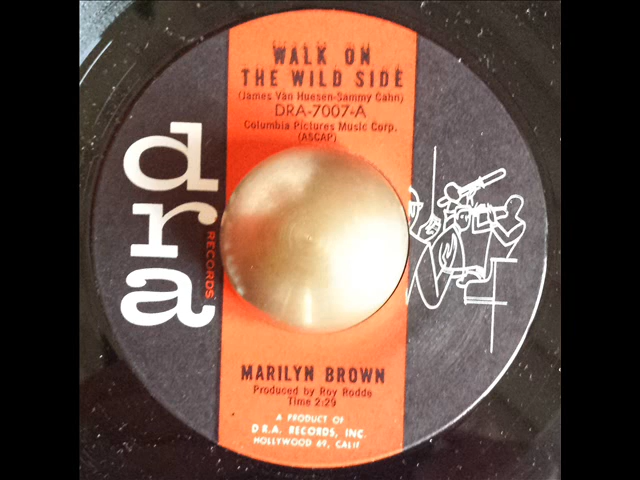 WALK ON
THE WILD SIDE
(James Van Huesen-Sammy Cahn)
DRA-7007-A
Columbia Pictures Music Corp.
(ASCAP)
dra
RECORDS
MARILYN BROWN
Produced by Roy Rodde
Time 2:29
A PRODUCT OF
D.R.A. RECORDS, INC.
HOLLYWOOD 69, CALIF